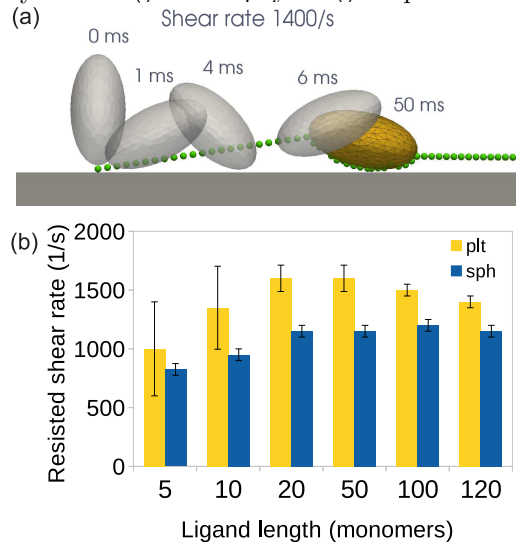 (a) Shear rate 1400/s
0 ms
1 ms
4 ms
6 ms
50 ms
(b)
Resisted shear rate (1/s)
2000
1500
1000
500
0
plt
sph
5 10 20 50 100 120
Ligand length (monomers)